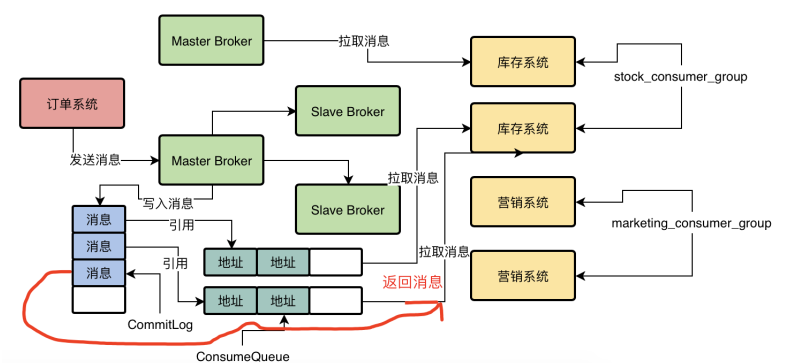 Master Broker
拉取消息
库存系统
stock_consumer_group
订单系统
Slave Broker
库存系统
发送消息
Master Broker
拉取消息
写入消息
Slave Broker
营销系统
marketing_consumer_group
消息
引用
消息
引用
地址
地址
拉取消息
营销系统
消息
返回消息
地址
地址
CommitLog
ConsumeQueue